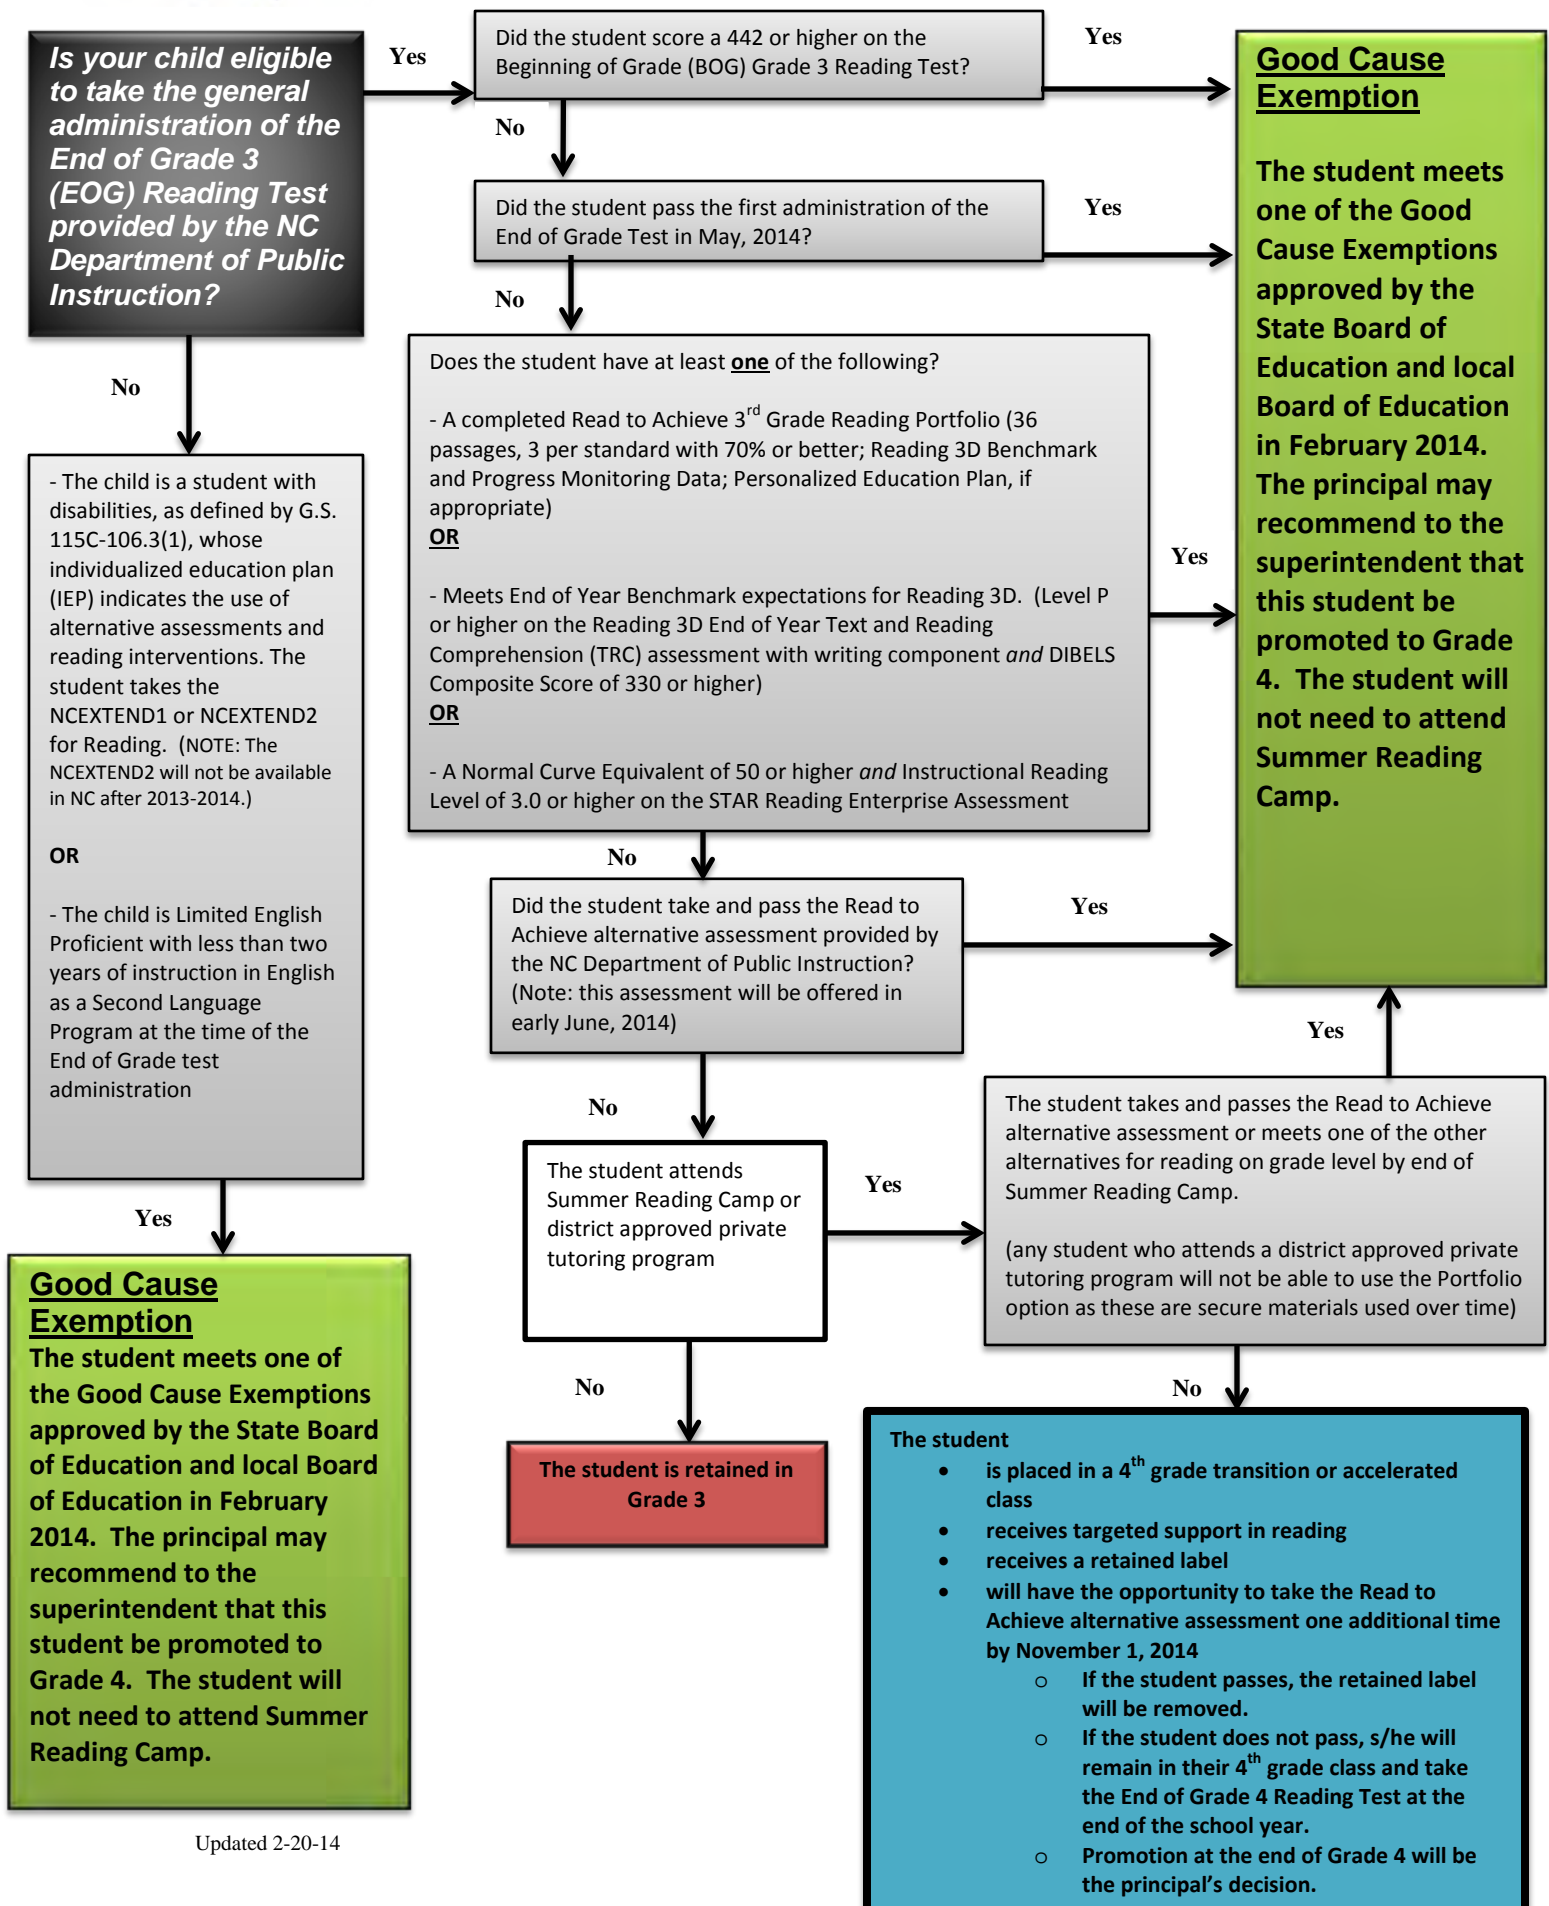 Is your child eligible
to take the general
administration of the
End of Grade 3
(EOG) Reading Test
provided by the NC
Department of Public
Instruction?
Yes
Did the student score a 442 or higher on the
Beginning of Grade (BOG) Grade 3 Reading Test?
Yes
No
Did the student pass the first administration of the
End of Grade Test in May, 2014?
Yes
No
Does the student have at least one of the following?
- A completed Read to Achieve 3rd Grade Reading Portfolio (36
passages, 3 per standard with 70% or better; Reading 3D Benchmark
and Progress Monitoring Data; Personalized Education Plan, if
appropriate)
OR
- Meets End of Year Benchmark expectations for Reading 3D.  (Level P
or higher on the Reading 3D End of Year Text and Reading
Comprehension (TRC) assessment with writing component and DIBELS
Composite Score of 330 or higher)
OR
- A Normal Curve Equivalent of 50 or higher and Instructional Reading
Level of 3.0 or higher on the STAR Reading Enterprise Assessment
Yes
No
Good Cause
Exemption
The student meets
one of the Good
Cause Exemptions
approved by the
State Board of
Education and local
Board of Education
in February 2014.
The principal may
recommend to the
superintendent that
this student be
promoted to Grade
4.  The student will
not need to attend
Summer Reading
Camp.
No
- The child is a student with
disabilities, as defined by G.S.
115C-106.3(1), whose
individualized education plan
(IEP) indicates the use of
alternative assessments and
reading interventions. The
student takes the
NCEXTEND1 or NCEXTEND2
for Reading.  (NOTE: The
NCEXTEND2 will not be available
in NC after 2013-2014.)
OR
- The child is Limited English
Proficient with less than two
years of instruction in English
as a Second Language
Program at the time of the
End of Grade test
administration
Yes
Good Cause
Exemption
The student meets one of
the Good Cause Exemptions
approved by the State Board
of Education and local Board
of Education in February
2014.  The principal may
recommend to the
superintendent that this
student be promoted to
Grade 4.  The student will
not need to attend Summer
Reading Camp.
Did the student take and pass the Read to
Achieve alternative assessment provided by
the NC Department of Public Instruction?
(Note: this assessment will be offered in
early June, 2014)
Yes
No
The student attends
Summer Reading Camp or
district approved private
tutoring program
Yes
No
The student is retained in
Grade 3
The student takes and passes the Read to Achieve
alternative assessment or meets one of the other
alternatives for reading on grade level by end of
Summer Reading Camp.
(any student who attends a district approved private
tutoring program will not be able to use the Portfolio
option as these are secure materials used over time)
Yes
No
The student
• is placed in a 4th grade transition or accelerated
class
• receives targeted support in reading
• receives a retained label
• will have the opportunity to take the Read to
Achieve alternative assessment one additional time
by November 1, 2014
o If the student passes, the retained label
will be removed.
o If the student does not pass, s/he will
remain in their 4th grade class and take
the End of Grade 4 Reading Test at the
end of the school year.
o Promotion at the end of Grade 4 will be
the principal's decision.
Updated 2-20-14